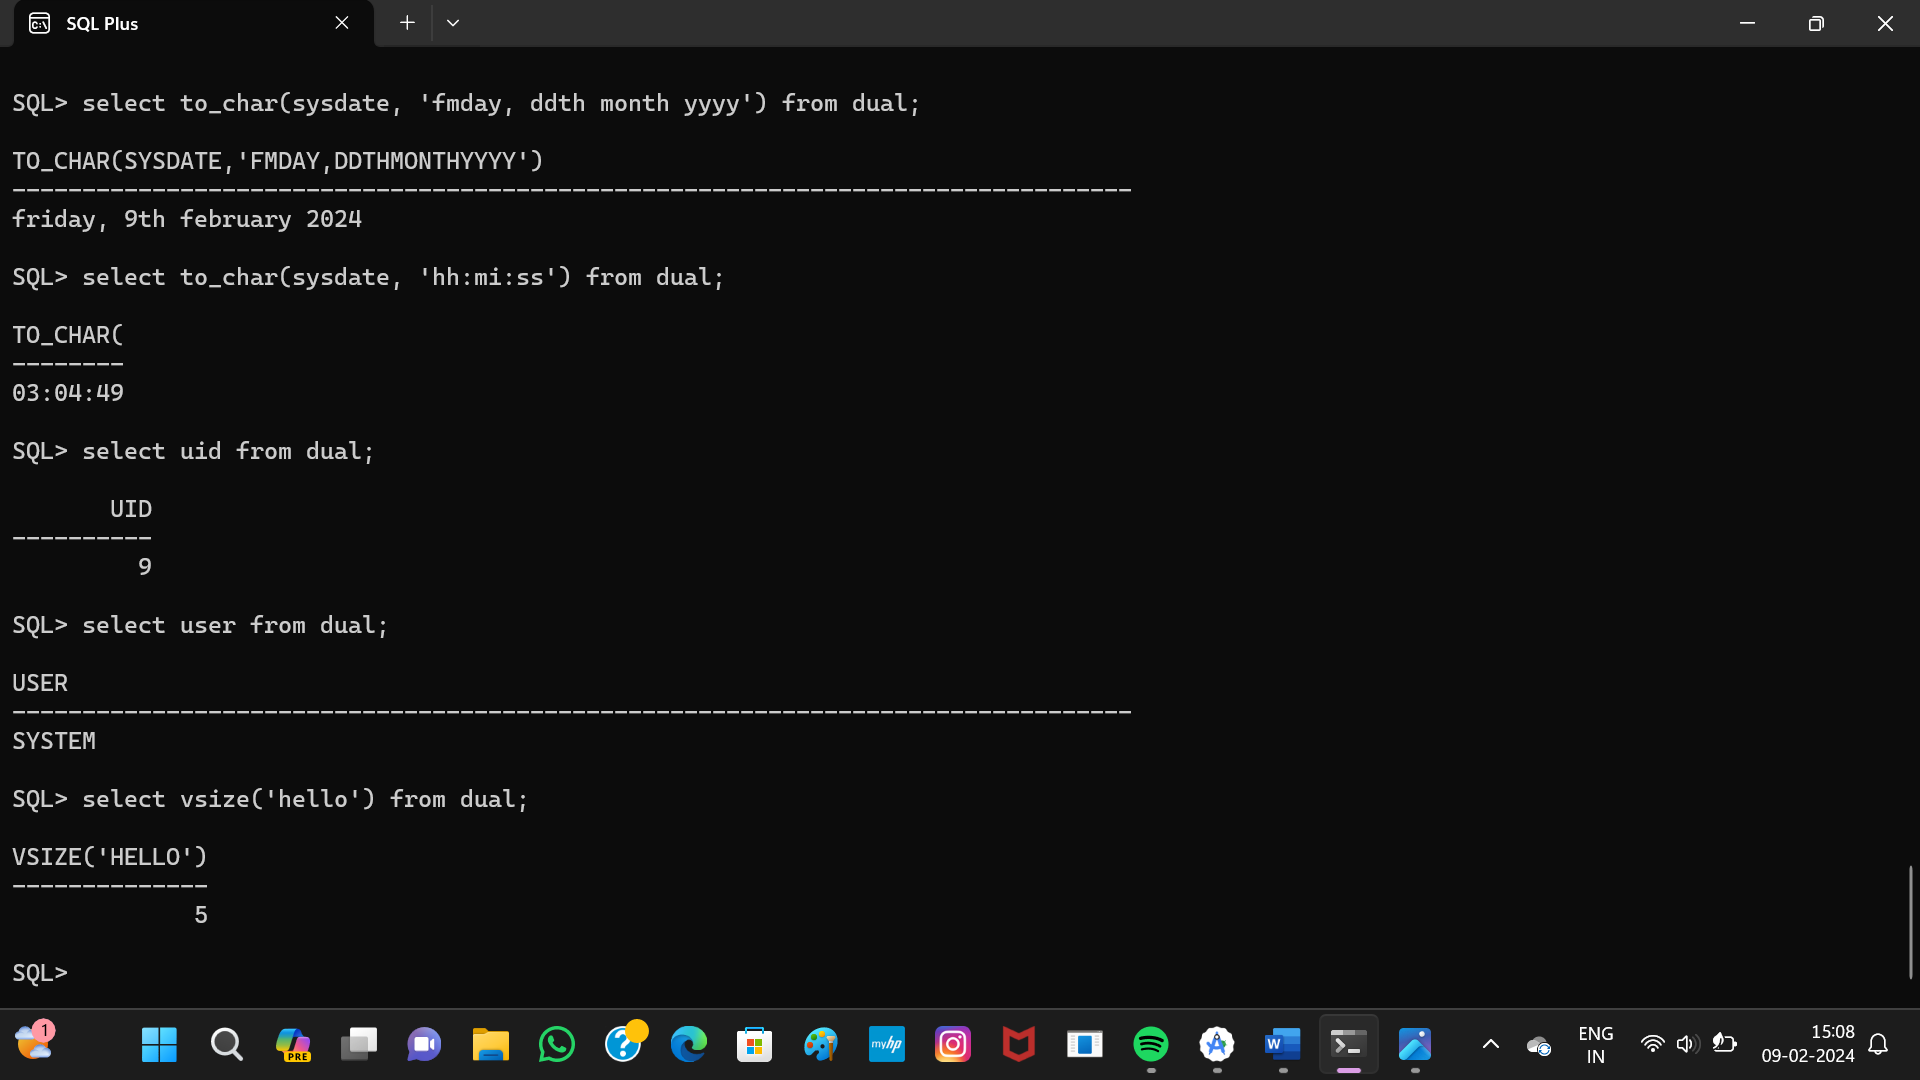 SQL Plus
SQL> select to_char(sysdate, 'fmday, ddth month yyyy') from dual;
TO_CHAR(SYSDATE,'FMDAY,DDTHMONTHYYYY')
--------------------------------------------------------------------------------
friday, 9th february 2024
SQL> select to_char(sysdate, 'hh:mi:ss') from dual;
TO_CHAR(
--------
03:04:49
SQL> select uid from dual;
UID
----------
9
SQL> select user from dual;
USER
--------------------------------------------------------------------------------
SYSTEM
SQL> select vsize('hello') from dual;
VSIZE('HELLO')
--------------
5
SQL>
1
PRE
myhp
W
ENG
IN
15:08
09-02-2024